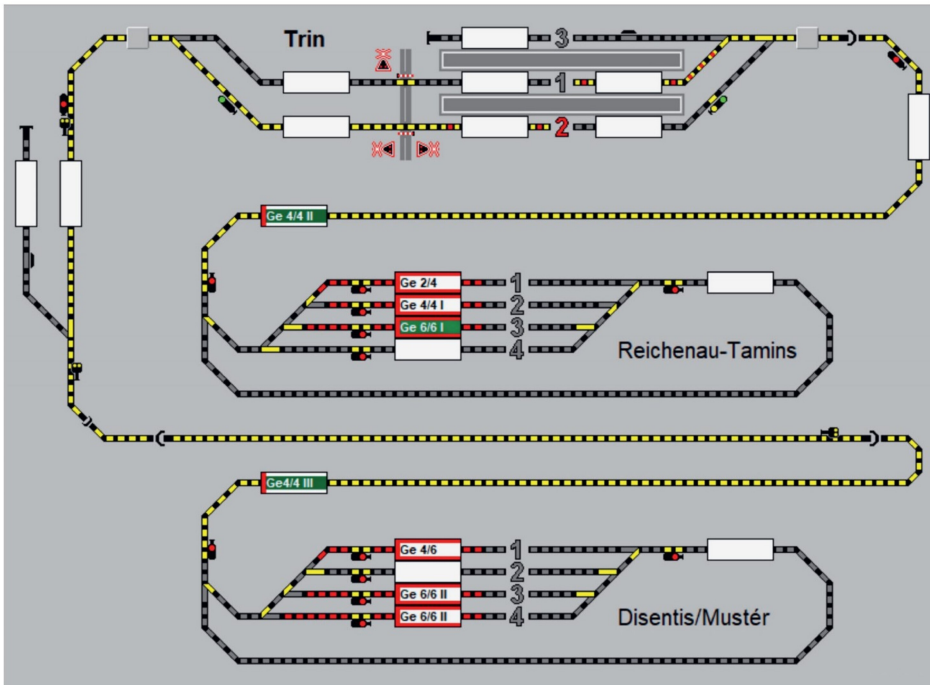 Trin
3
1
2
Ge 4/4 II
Ge 2/4
1
Ge 4/4 I
2
Ge 6/6 I
3
4
Reichenau-Tamins
Ge4/4 III
Ge 4/6
1
2
Ge 6/6 II
3
Ge 6/6 II
4
Disentis/Mustér